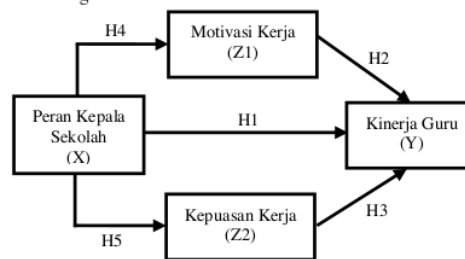 H4
Motivasi Kerja
(Z1)
H2
Peran Kepala
Sekolah
(X)
H1
Kinerja Guru
(Y)
Kepuasan Kerja
(Z2)
H3
H5